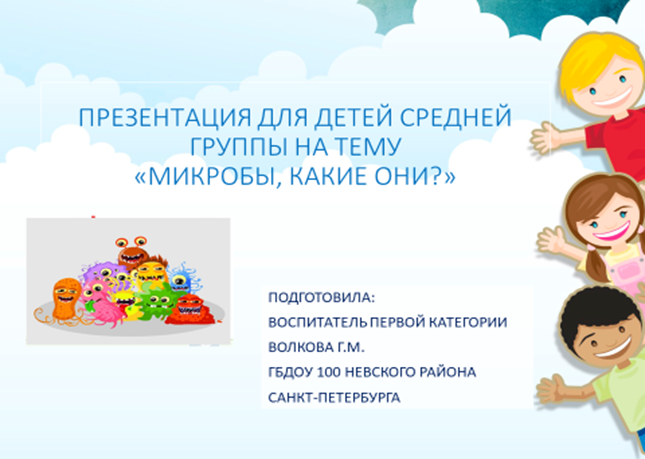 ПРЕЗЕНТАЦИЯ ДЛЯ ДЕТЕЙ СРЕДНЕЙ
ГРУППЫ НА ТЕМУ
«МИКРОБЫ, КАКИЕ ОНИ?»
ПОДГОТОВИЛА:
ВОСПИТАТЕЛЬ ПЕРВОЙ КАТЕГОРИИ
ВОЛКОВА Г.М.
ГБДОУ 100 НЕВСКОГО РАЙОНА
САНКТ-ПЕТЕРБУРГА